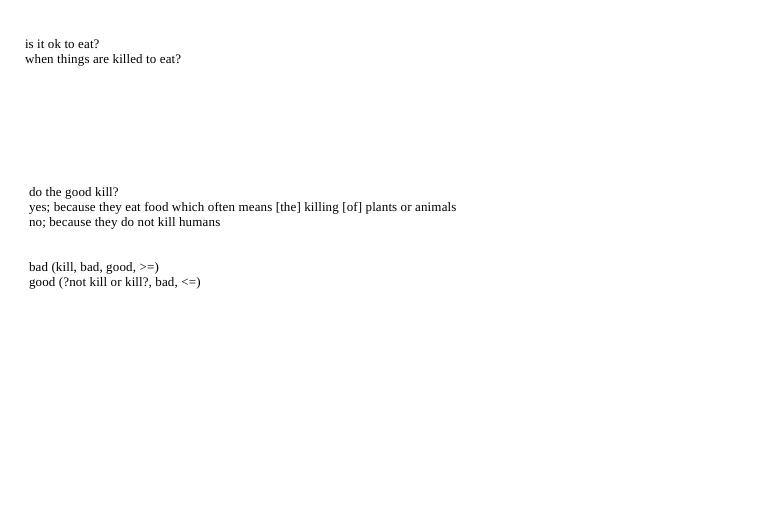 is it ok to eat?
when things are killed to eat?
do the good kill?
yes; because they eat food which often means [the] killing [of] plants or animals
no; because they do not kill humans
bad (kill, bad, good, >=)
good (?not kill or kill?, bad, <=)